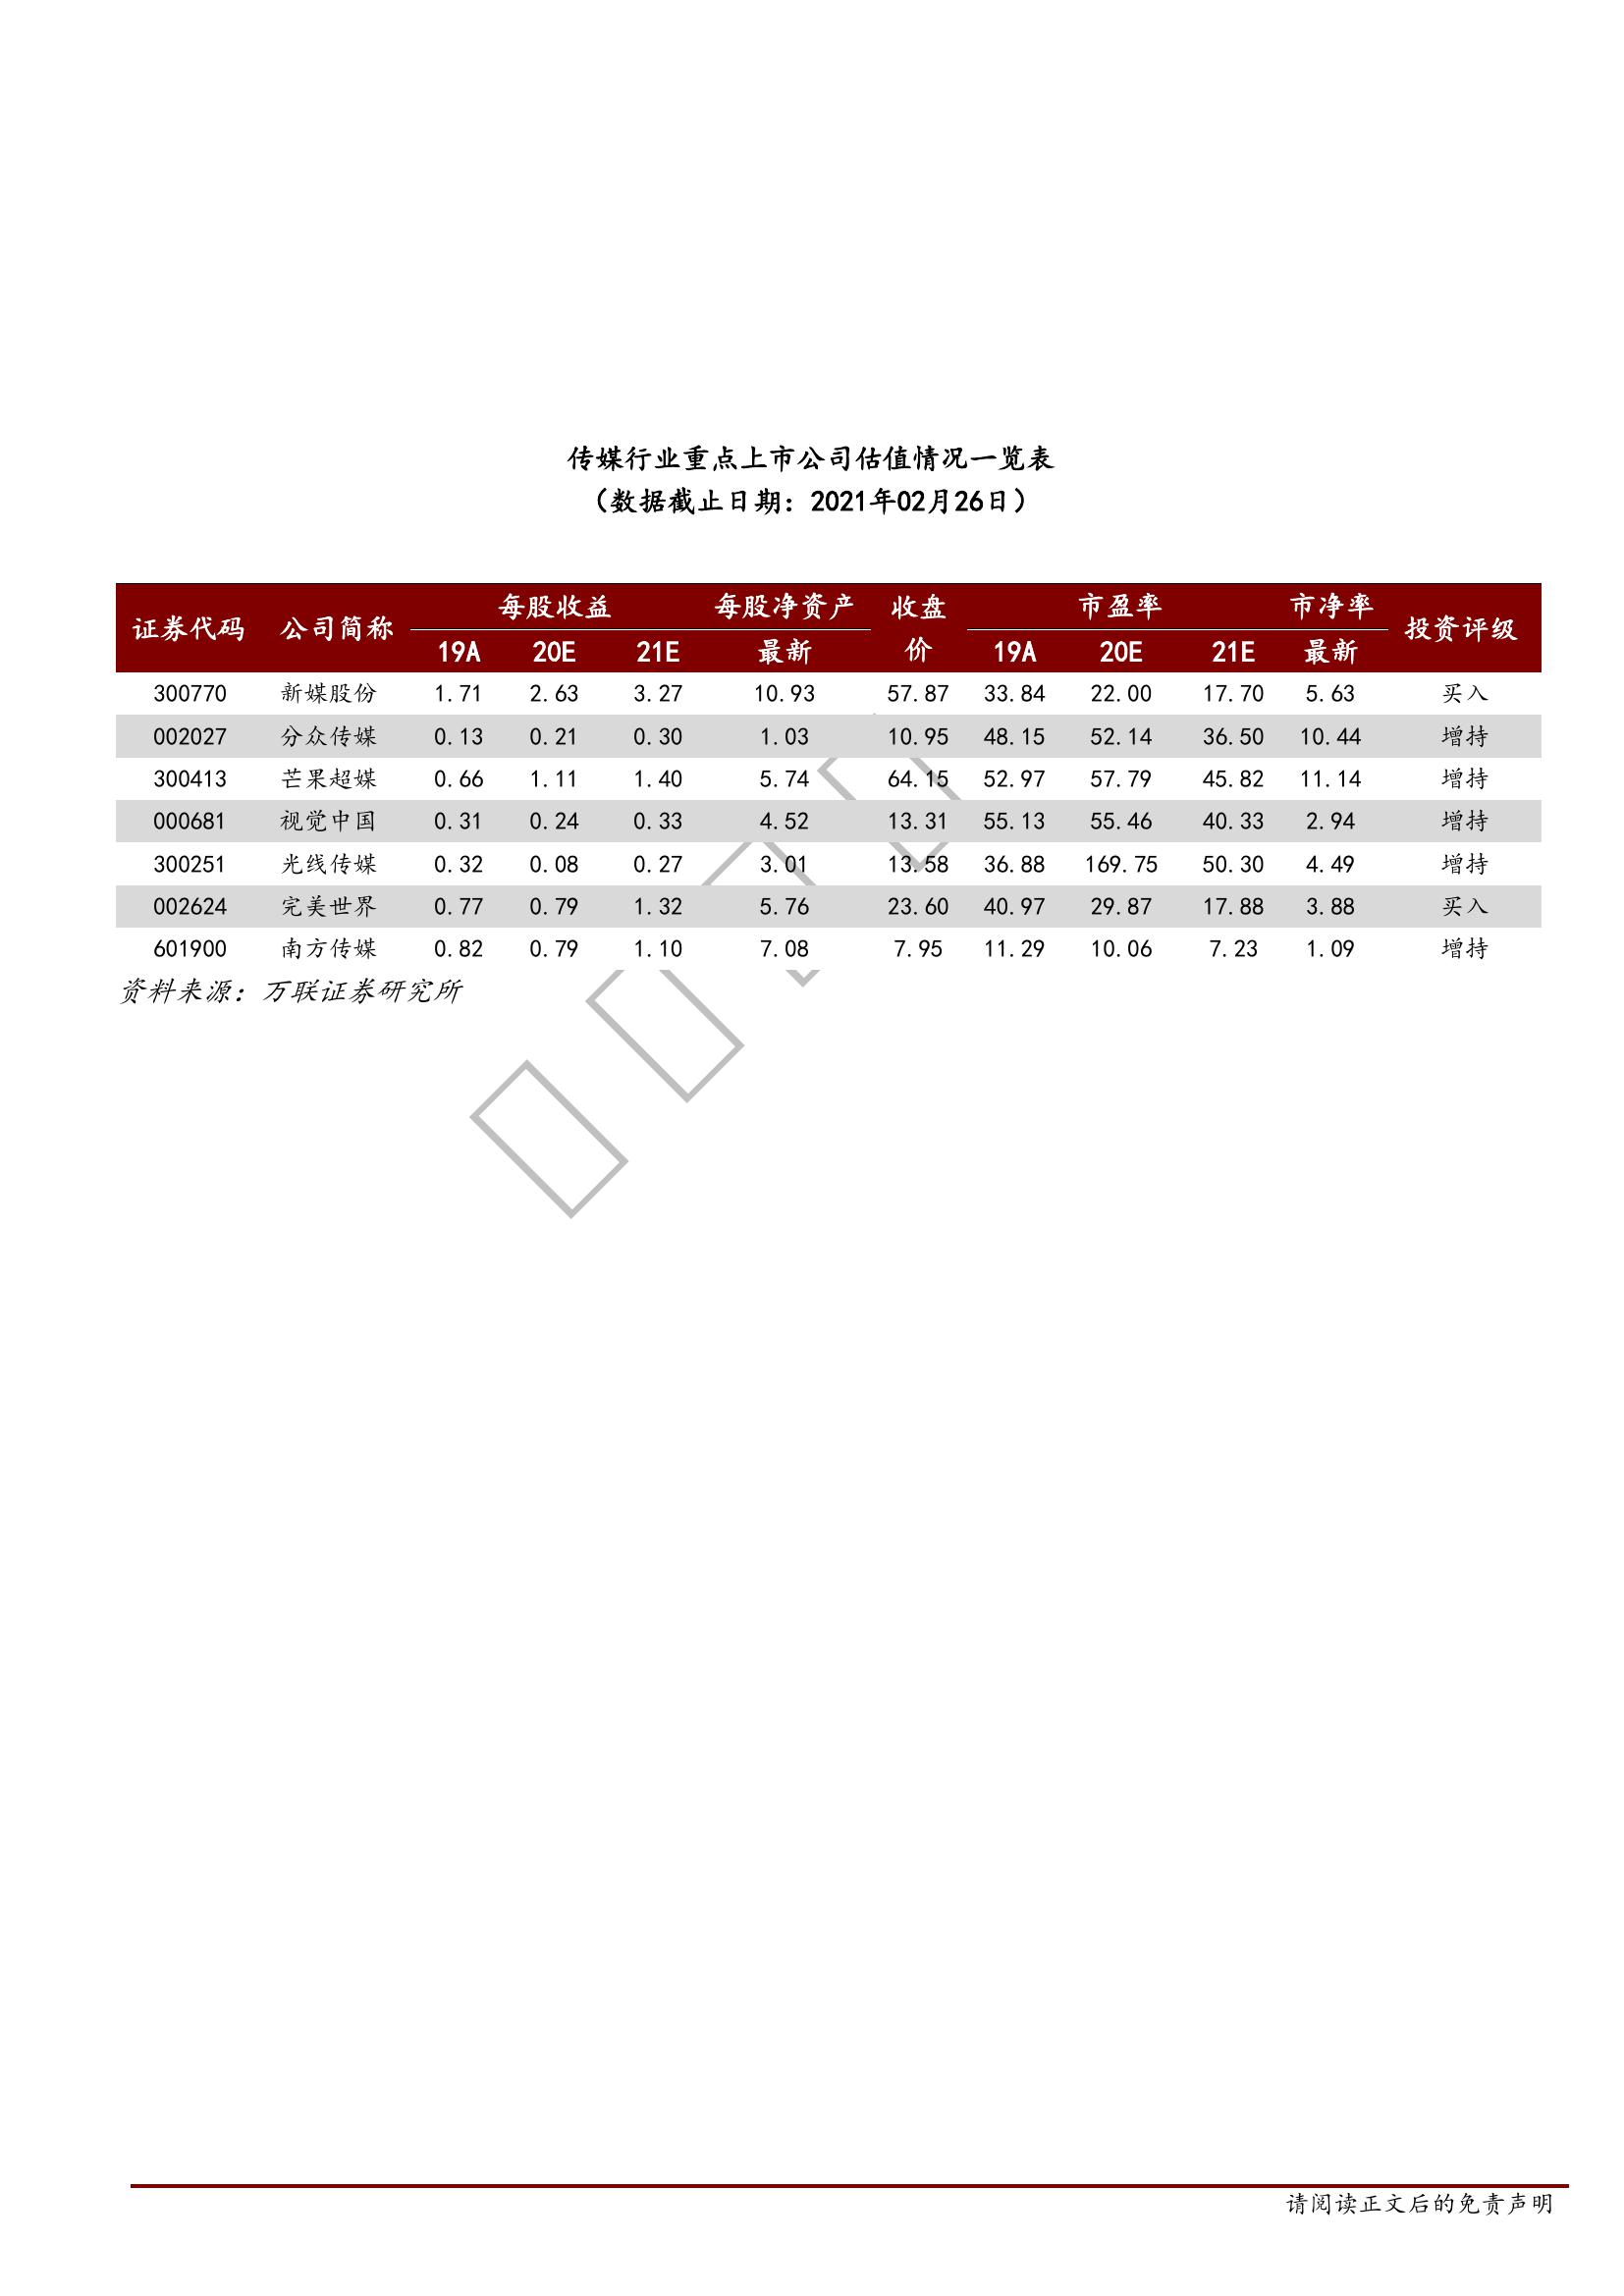 传媒行业重点上市公司估值情况一览表
（数据截止日期：2021年02月26日）
证券代码 公司简称 每股收益 每股净资产 收盘价 市盈率 市净率 投资评级
19A 20E 21E 最新 19A 20E 21E 最新
300770 新媒股份 1.71 2.63 3.27 10.93 57.87 33.84 22.00 17.70 5.63 买入
002027 分众传媒 0.13 0.21 0.30 1.03 10.95 48.15 52.14 36.50 10.44 增持
300413 芒果超媒 0.66 1.11 1.40 5.74 64.15 52.97 57.79 45.82 11.14 增持
000681 视觉中国 0.31 0.24 0.33 4.52 13.31 55.13 55.46 40.33 2.94 增持
300251 光线传媒 0.32 0.08 0.27 3.01 13.58 36.88 169.75 50.30 4.49 增持
002624 完美世界 0.77 0.79 1.32 5.76 23.60 40.97 29.87 17.88 3.88 买入
601900 南方传媒 0.82 0.79 1.10 7.08 7.95 11.29 10.06 7.23 1.09 增持
资料来源：万联证券研究所
请阅读正文后的免责声明